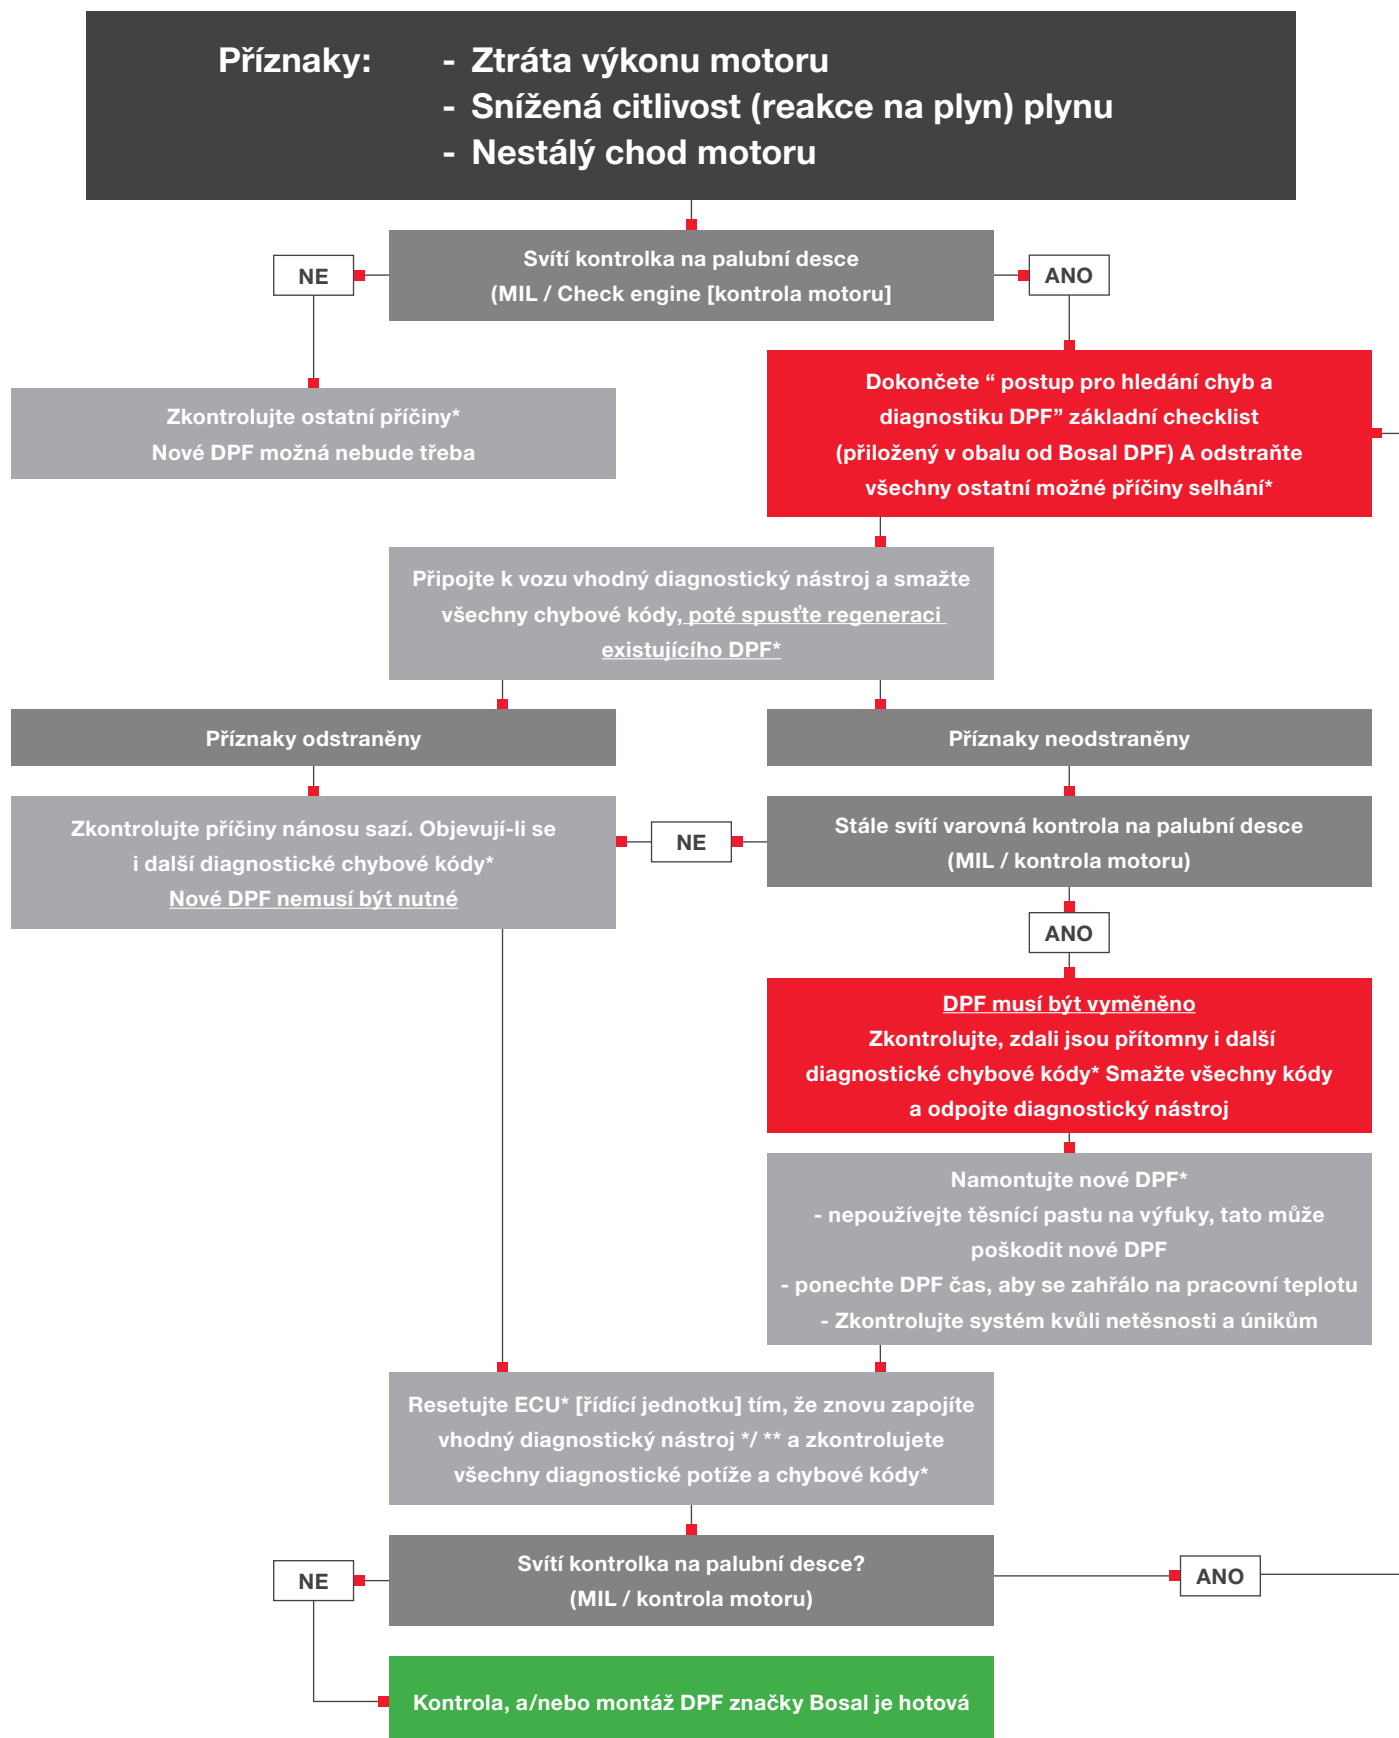 Příznaky: - Ztráta výkonu motoru
- Snížená citlivost (reakce na plyn) plynu
- Nestálý chod motoru
Svítí kontrolka na palubní desce
(MIL / Check engine [kontrola motoru]
NE
ANO
Zkontrolujte ostatní příčiny*
Nové DPF možná nebude třeba
Dokončete “ postup pro hledání chyb a
diagnostiku DPF” základní checklist
(přiložený v obalu od Bosal DPF) A odstraňte
všechny ostatní možné příčiny selhání*
Připojte k vozu vhodný diagnostický nástroj a smažte
všechny chybové kódy, poté spusťte regeneraci
existujícího DPF*
Příznaky odstraněny
Příznaky neodstraněny
Zkontrolujte příčiny nánosu sazí. Objevují-li se
i další diagnostické chybové kódy*
Nové DPF nemusí být nutné
NE
Stále svítí varovná kontrola na palubní desce
(MIL / kontrola motoru)
ANO
DPF musí být vyměněno
Zkontrolujte, zdali jsou přítomny i další
diagnostické chybové kódy* Smažte všechny kódy
a odpojte diagnostický nástroj
Namontujte nové DPF*
- nepoužívejte těsnící pastu na výfuky, tato může
poškodit nové DPF
- ponechte DPF čas, aby se zahřálo na pracovní teplotu
- Zkontrolujte systém kvůli netěsnosti a únikům
Resetujte ECU* [řídící jednotku] tím, že znovu zapojíte
vhodný diagnostický nástroj */ ** a zkontrolujete
všechny diagnostické potíže a chybové kódy*
Svítí kontrolka na palubní desce?
(MIL / kontrola motoru)
NE
ANO
Kontrola, a/nebo montáž DPF značky Bosal je hotová